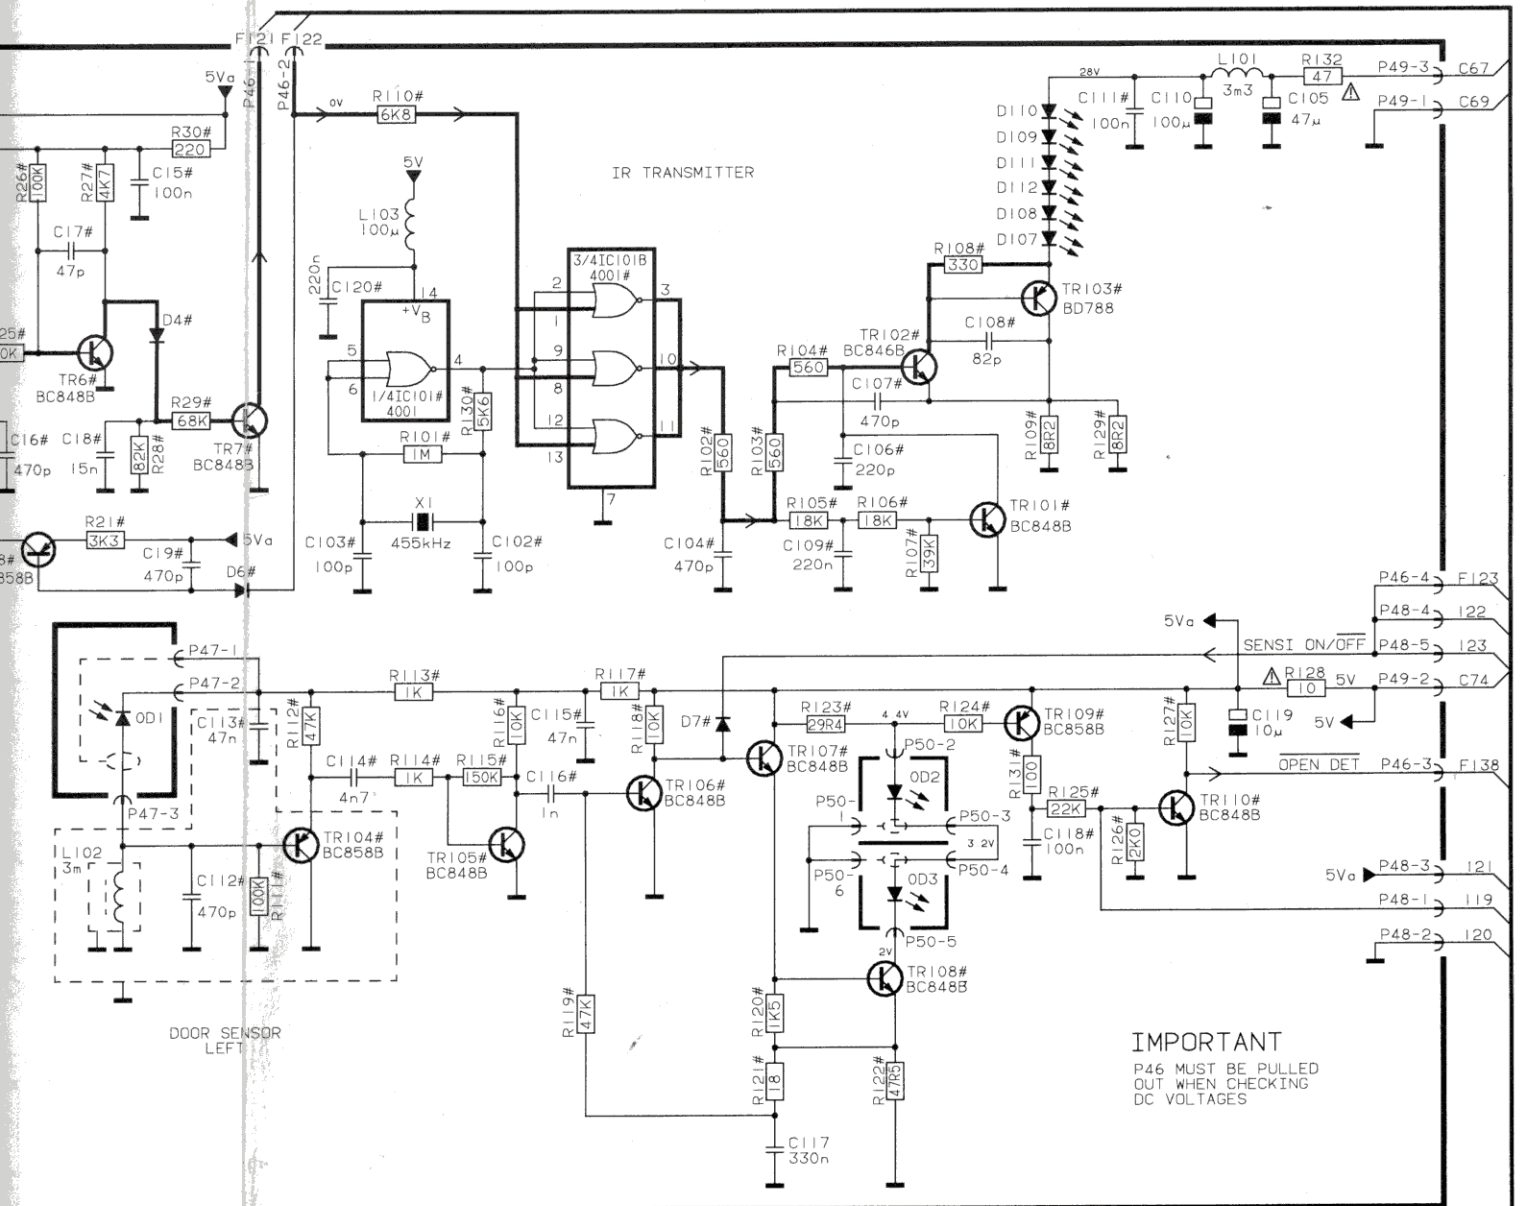 F121 F122
5Va
P46-1
P46-2
0V
R110#
6K8
R30#
220
R26#
100K
R27#
4K7
C15#
100n
C17#
47p
D4#
25#
0K
TR6#
BC848B
R29#
68K
C16#
470p
C18#
15n
82K
R28#
TR7#
BC848B
R21#
3K3
5Va
8#
858B
C19#
470p
D6#
5V
L103
100µ
220n
C120#
14
+VB
5
6
4
1/4IC101#
4001
R130#
5K6
R101#
1M
X1
455kHz
C103#
100p
C102#
100p
IR TRANSMITTER
3/4IC101B
4001#
2
1
3
9
8
10
12
13
11
7
R102#
560
R103#
560
C104#
470p
R104#
560
C107#
470p
C106#
220p
R105#
18K
R106#
18K
C109#
220n
R107#
39K
TR101#
BC848B
TR102#
BC846B
C108#
82p
R108#
330
TR103#
BD788
R109#
8R2
R129#
8R2
D110
D109
D111
D112
D108
D107
28V
C111#
100n
C110
100µ
L101
3m3
C105
47µ
R132
47
P49-3 C67
P49-1 C69
P46-4 F123
P48-4 122
SENSI ON/OFF P48-5 123
5Va
R128
10
5V
P49-2 C74
C119
10µ
5V
OPEN DET P46-3 F138
5Va P48-3 121
P48-1 119
P48-2 120
P47-1
P47-2
OD1
P47-3
C113#
47n
R112#
47K
R113#
1K
R116#
10K
C115#
47n
R117#
1K
R118#
10K
D7#
C114#
4n7
R114#
1K
R115#
150K
C116#
1n
TR104#
BC858B
TR105#
BC848B
TR106#
BC848B
L102
3m
C112#
470p
100K
R111#
DOOR SENSOR
LEFT
R119#
47K
TR107#
BC848B
R123#
29R4
4.4V
R124#
10K
TR109#
BC858B
P50-2
OD2
P50-
1
P50-3
3.2V
P50-
6
P50-4
OD3
P50-5
2V
TR108#
BC848B
R131#
100
R125#
22K
C118#
100n
R126#
2K0
R127#
10K
TR110#
BC848B
R120#
1K5
R121#
18
R122#
47R5
C117
330n
IMPORTANT
P46 MUST BE PULLED
OUT WHEN CHECKING
DC VOLTAGES